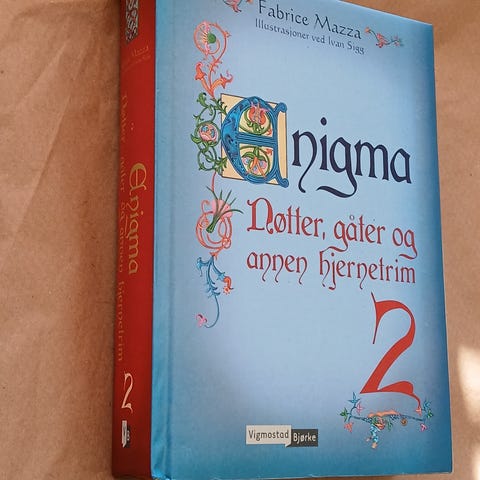 Fabrice Mazza
Illustrasjoner ved Ivan Sigg
Enigma
Nøtter, gåter og
annen hjernetrim
2
Vigmostad Bjørke
Mazza
Enigma
Nøtter, gåter og annen hjernetrim
2